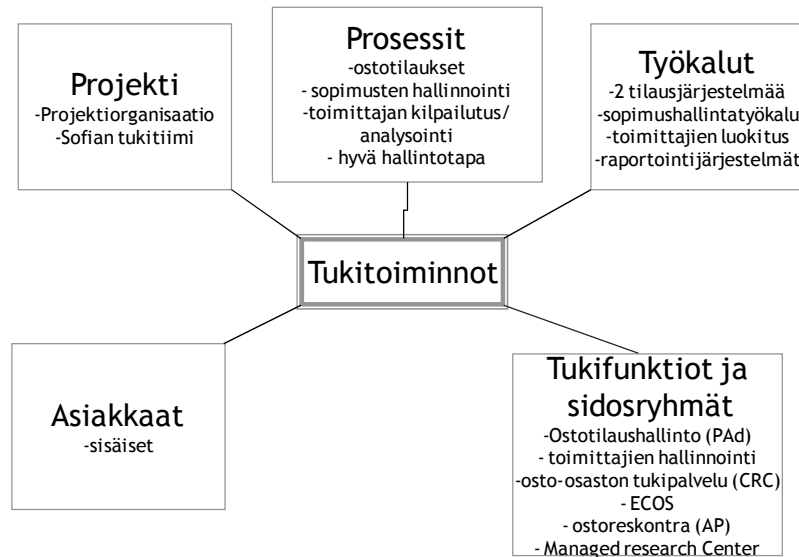 Projekti
-Projektiorganisaatio
-Sofian tukitiimi
Prosessit
-ostotilaukset
- sopimusten hallinnointi
-toimittajan kilpailutus/
analysointi
- hyvä hallintotapa
Työkalut
-2 tilausjärjestelmää
-sopimushallintatyökalu
-toimittajien luokitus
-raportointijärjestelmät
Tukitoiminnot
Asiakkaat
-sisäiset
Tukifunktiot ja
sidosryhmät
-Ostotilaushallinto (PAd)
- toimittajien hallinnointi
-osto-osaston tukipalvelu (CRC)
- ECOS
- ostoreskontra (AP)
- Managed research Center